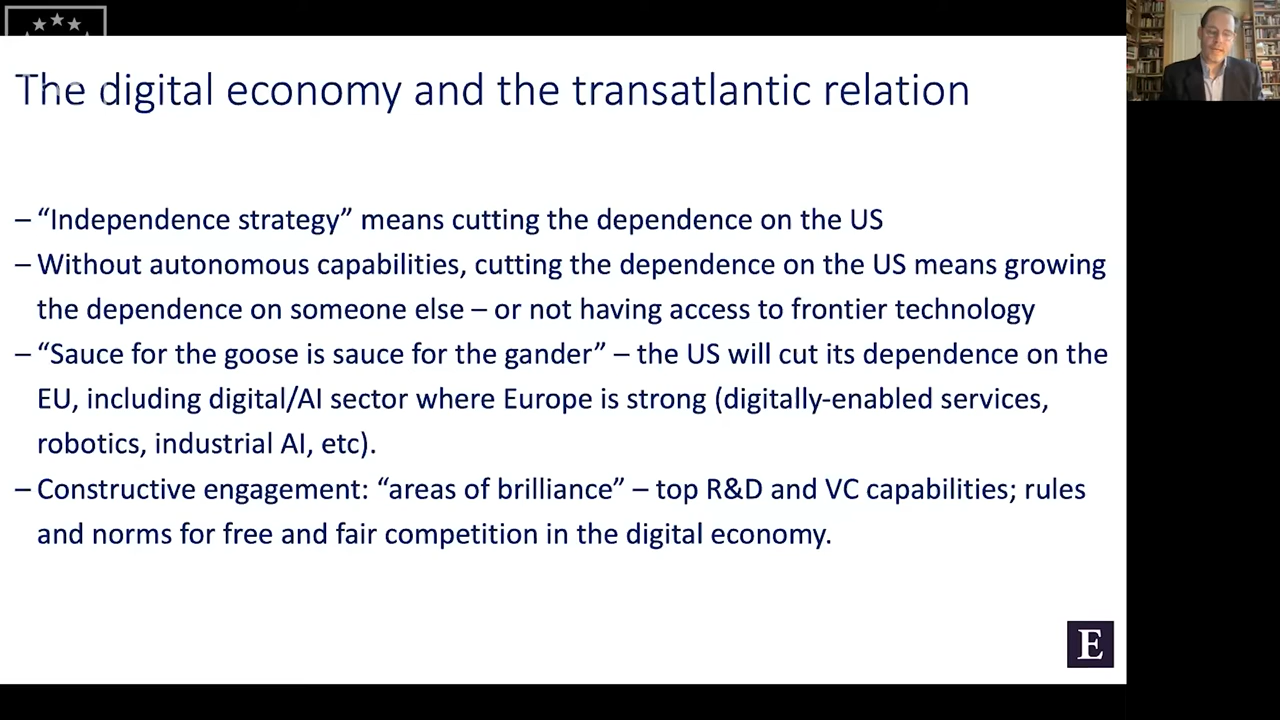 The digital economy and the transatlantic relation
– “Independence strategy” means cutting the dependence on the US
– Without autonomous capabilities, cutting the dependence on the US means growing
the dependence on someone else – or not having access to frontier technology
– “Sauce for the goose is sauce for the gander” – the US will cut its dependence on the
EU, including digital/AI sector where Europe is strong (digitally-enabled services,
robotics, industrial AI, etc).
– Constructive engagement: “areas of brilliance” – top R&D and VC capabilities; rules
and norms for free and fair competition in the digital economy.
E